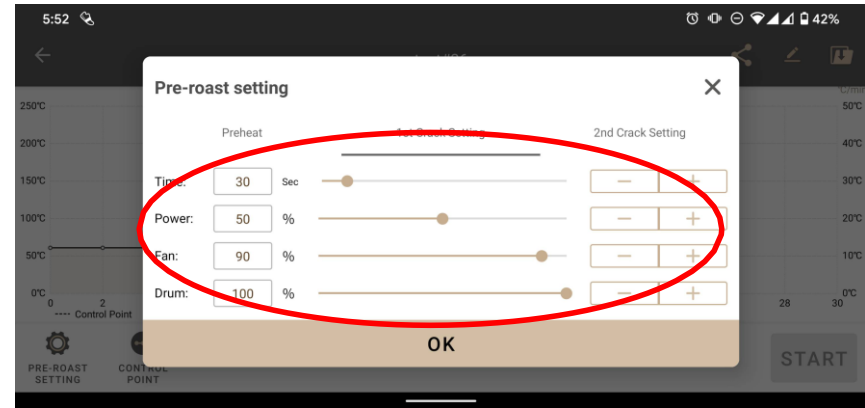 5:52
42%
Pre-roast setting
°C/min
250°C
50°C
Preheat
1st Crack Setting
2nd Crack Setting
200°C
40°C
150°C
Time:
30
Sec
30°C
100°C
Power:
50
%
20°C
50°C
Fan:
90
%
10°C
0°C
Drum:
100
%
0°C
0
2
28
30
---- Control Point
OK
PRE-ROAST
SETTING
CONTROL
POINT
START